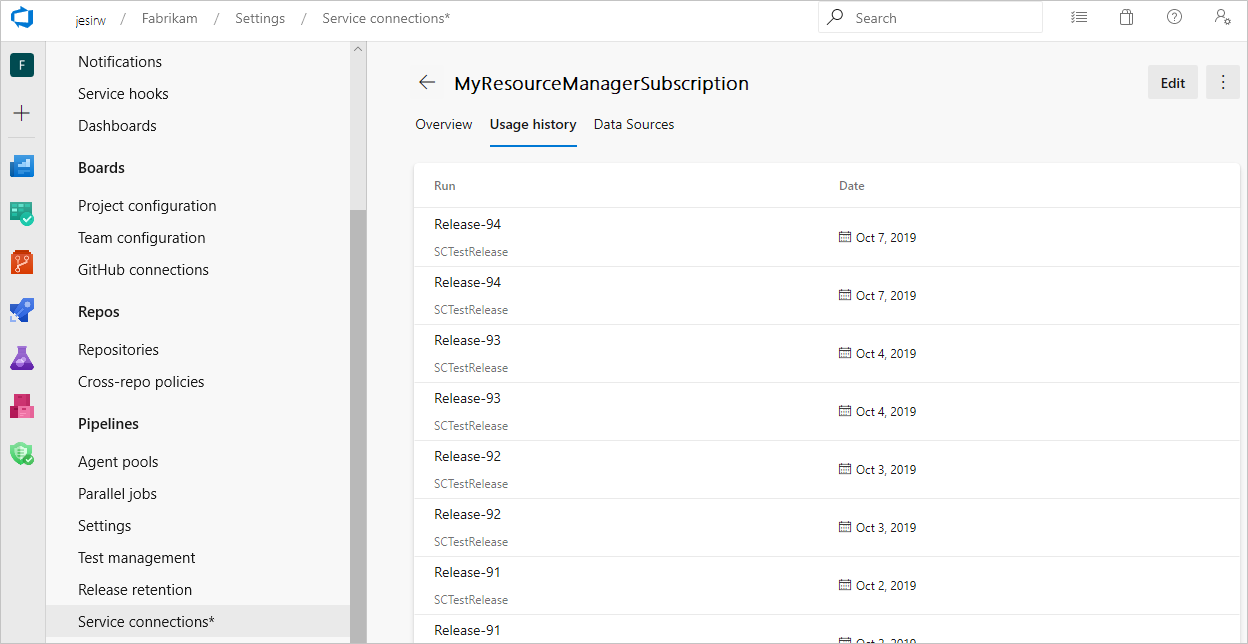 jesirw / Fabrikam / Settings / Service connections*
Search
F
Notifications
Service hooks
Dashboards
Boards
Project configuration
Team configuration
GitHub connections
Repos
Repositories
Cross-repo policies
Pipelines
Agent pools
Parallel jobs
Settings
Test management
Release retention
Service connections*
MyResourceManagerSubscription
Edit
Overview Usage history Data Sources
Run Date
Release-94
SCTestRelease
Oct 7, 2019
Release-94
SCTestRelease
Oct 7, 2019
Release-93
SCTestRelease
Oct 4, 2019
Release-93
SCTestRelease
Oct 4, 2019
Release-92
SCTestRelease
Oct 3, 2019
Release-92
SCTestRelease
Oct 3, 2019
Release-91
SCTestRelease
Oct 2, 2019
Release-91
Oct 2, 2019